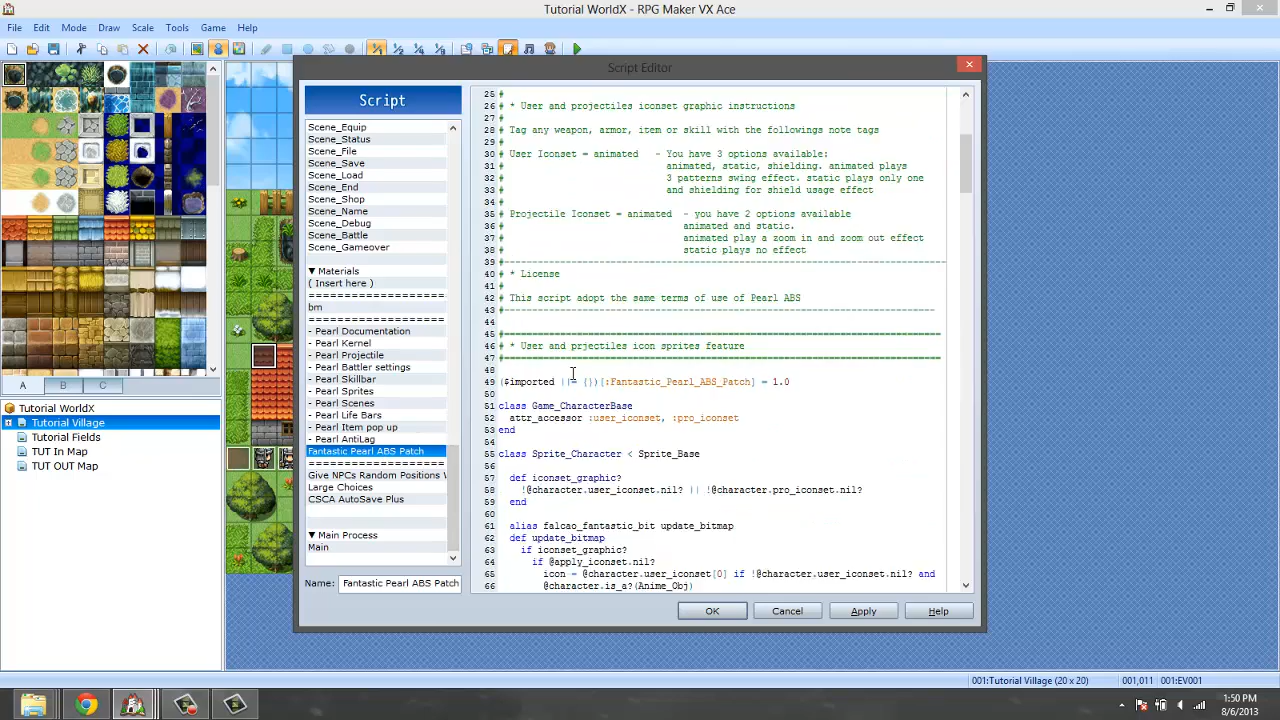 Tutorial WorldX - RPG Maker VX Ace
File Edit Mode Draw Scale Tools Game Help
Script Editor
Script
Scene_Equip
Scene_Status
Scene_File
Scene_Save
Scene_Load
Scene_End
Scene_Shop
Scene_Name
Scene_Debug
Scene_Battle
Scene_Gameover
▼ Materials
( Insert here )
====================
bm
====================
- Pearl Documentation
- Pearl Kernel
- Pearl Projectile
- Pearl Battler settings
- Pearl Skillbar
- Pearl Sprites
- Pearl Scenes
- Pearl Life Bars
- Pearl Item pop up
- Pearl AntiLag
Fantastic Pearl ABS Patch
====================
Give NPCs Random Positions
Large Choices
CSCA AutoSave Plus
▼ Main Process
Main
Name: Fantastic Pearl ABS Patch
25 #
26 # * User and projectiles iconset graphic instructions
27 #
28 # Tag any weapon, armor, item or skill with the followings note tags
29 #
30 # User Iconset = animated - You have 3 options available:
31 # animated, static, shielding. animated plays
32 # 3 patterns swing effect. static plays only one
33 # and shielding for shield usage effect
34 #
35 # Projectile Iconset = animated - you have 2 options available
36 # animated and static.
37 # animated play a zoom in and zoom out effect
38 # static plays no effect
39 #-------------------------------------------------------------------------------
40 # * License
41 #
42 # This script adopt the same terms of use of Pearl ABS
43 #-----------------------------------------------------------------------------
44
45 #==============================================================================
46 # * User and prjectiles icon sprites feature
47 #==============================================================================
48
49 ($imported ||= {})[:Fantastic_Pearl_ABS_Patch] = 1.0
50
51 class Game_CharacterBase
52 attr_accessor :user_iconset, :pro_iconset
53 end
54
55 class Sprite_Character < Sprite_Base
56
57 def iconset_graphic?
58 !@character.user_iconset.nil? || !@character.pro_iconset.nil?
59 end
60
61 alias falcao_fantastic_bit update_bitmap
62 def update_bitmap
63 if iconset_graphic?
64 if @apply_iconset.nil?
65 icon = @character.user_iconset[0] if !@character.user_iconset.nil? and
66 @character.is_a?(Anime_Obj)
OK Cancel Apply Help
A B C
Tutorial WorldX
Tutorial Village
Tutorial Fields
TUT In Map
TUT OUT Map
001:Tutorial Village (20 x 20) 001,011 001:EV001
1:50 PM
8/6/2013